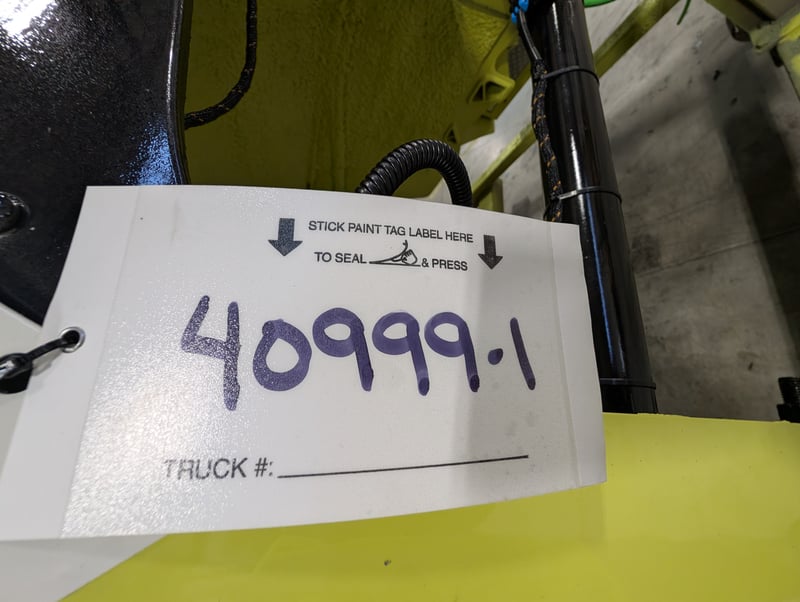 STICK PAINT TAG LABEL HERE
TO SEAL & PRESS
40999.1
TRUCK #: